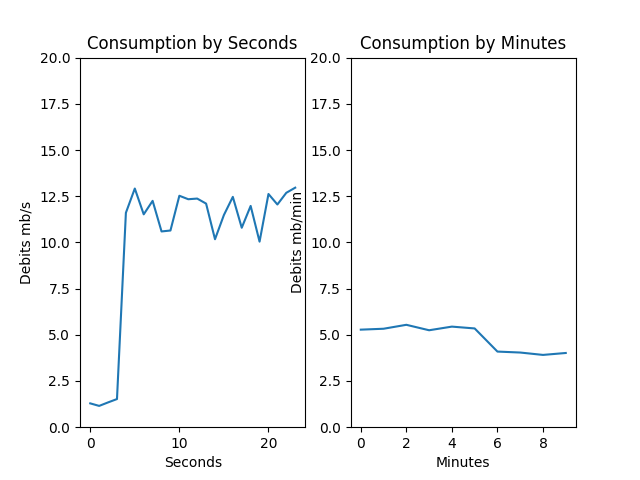 Consumption by Seconds
20.0
17.5
15.0
12.5
10.0
7.5
5.0
2.5
0.0
Debits mb/s
0 10 20
Seconds
Consumption by Minutes
20.0
17.5
15.0
12.5
10.0
7.5
5.0
2.5
0.0
Debits mb/min
0 2 4 6 8
Minutes